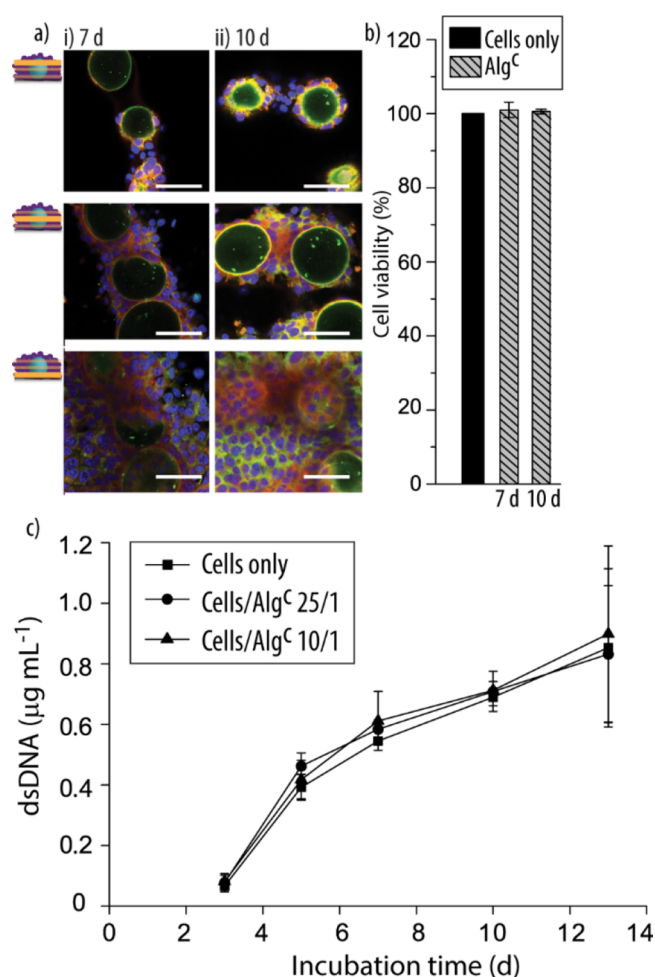 a)
i) 7 d
ii) 10 d
b)
120
100
80
60
40
20
0
Cell viability (%)
Cells only
Alg^C
7 d
10 d
c)
1.2
1.0
0.8
0.6
0.4
0.2
0
dsDNA (µg mL⁻¹)
Cells only
Cells/Alg^C 25/1
Cells/Alg^C 10/1
0 2 4 6 8 10 12 14
Incubation time (d)